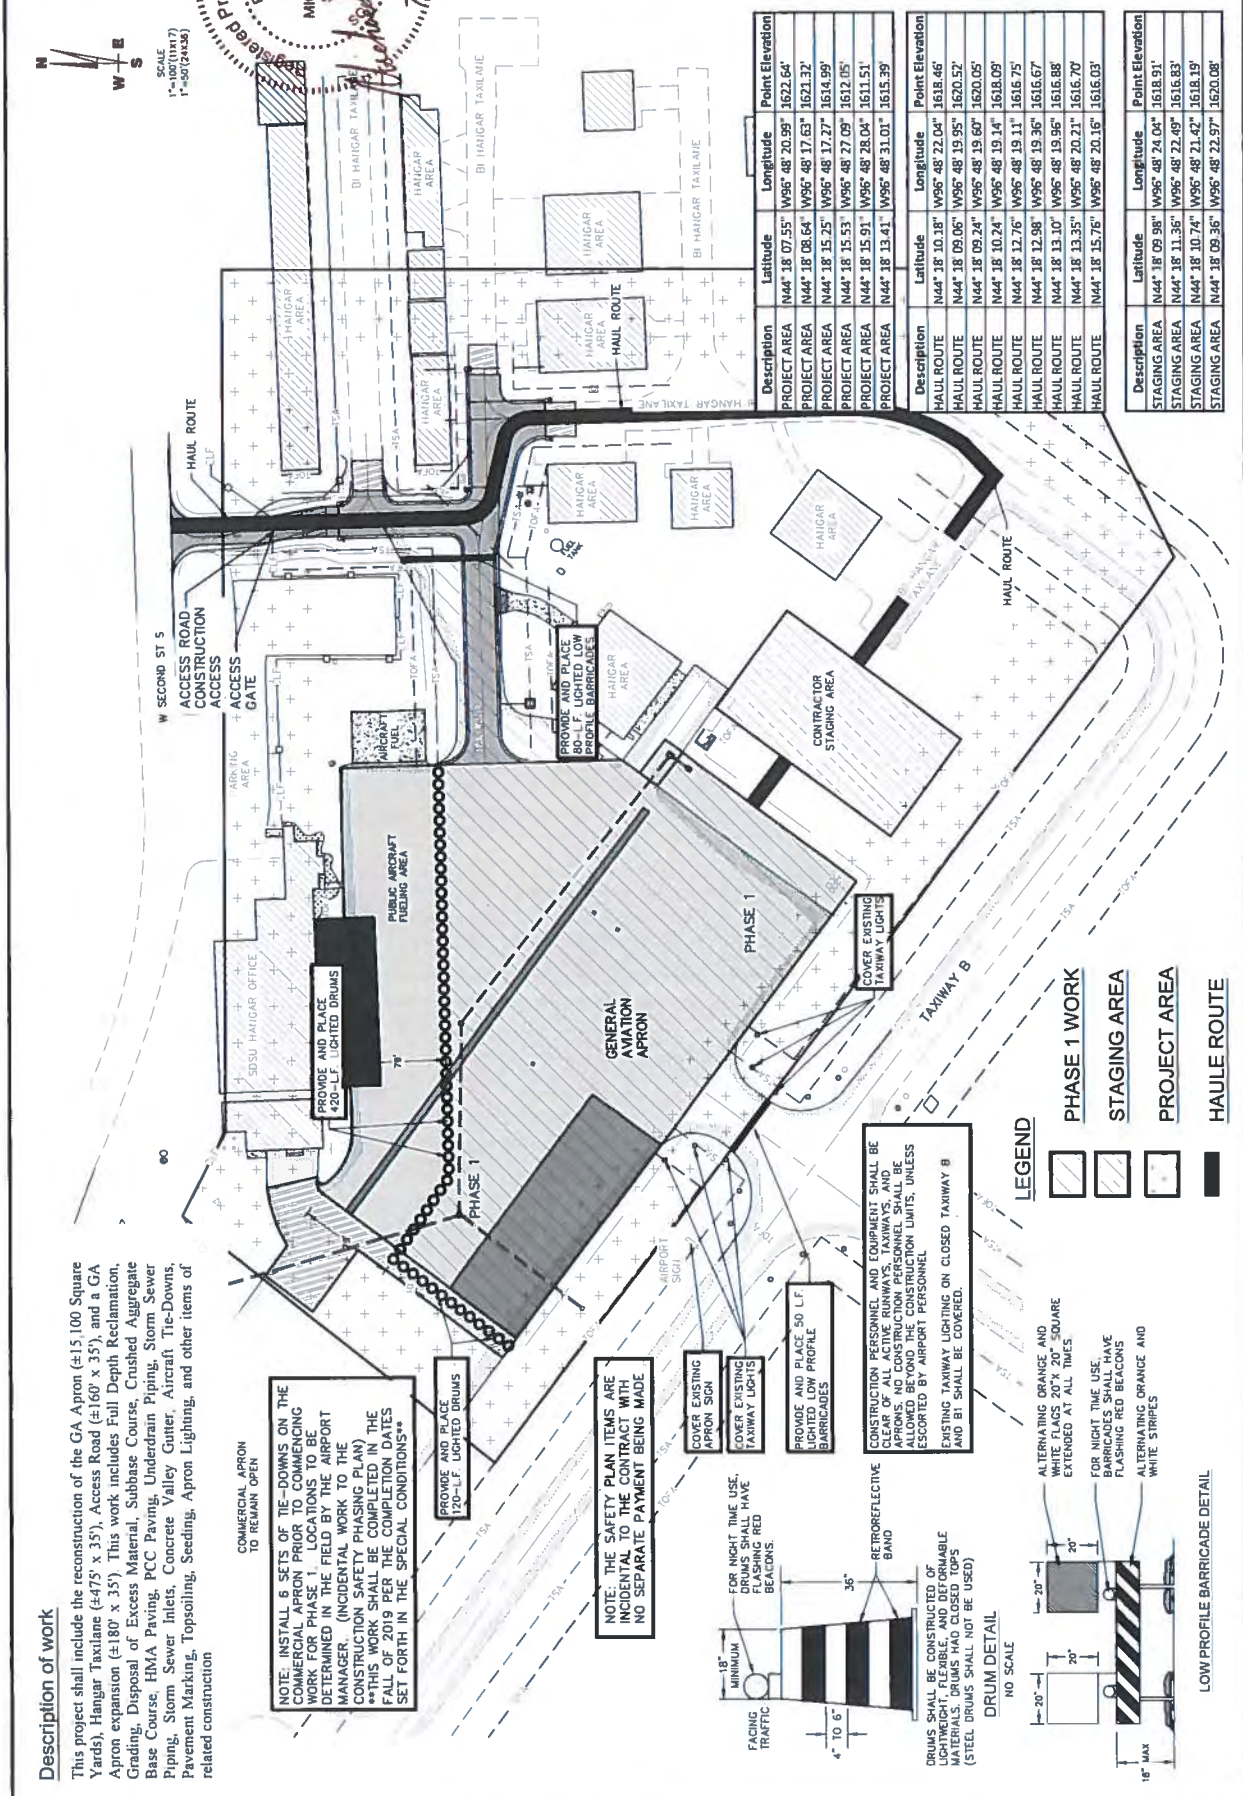 Description of work
This project shall include the reconstruction of the GA Apron (±15,100 Square
Yards), Hangar Taxilane (±475' x 35'), Access Road (±160' x 35'), and a GA
Apron expansion (±180' x 35'). This work includes Full Depth Reclamation,
Grading, Disposal of Excess Material, Subbase Course, Crushed Aggregate
Base Course, HMA Paving, PCC Paving, Underdrain Piping, Storm Sewer
Piping, Storm Sewer Inlets, Concrete Valley Gutter, Aircraft Tie-Downs,
Pavement Marking, Topsoiling, Seeding, Apron Lighting, and other items of
related construction
COMMERCIAL APRON
TO REMAIN OPEN
NOTE: INSTALL 6 SETS OF TIE-DOWNS ON THE
COMMERCIAL APRON PRIOR TO COMMENCING
WORK FOR PHASE 1. LOCATIONS TO BE
DETERMINED IN THE FIELD BY THE AIRPORT
MANAGER. (INCIDENTAL WORK TO THE
CONSTRUCTION SAFETY PHASING PLAN)
**THIS WORK SHALL BE COMPLETED IN THE
FALL OF 2019 PER THE COMPLETION DATES
SET FORTH IN THE SPECIAL CONDITIONS**
PROVIDE AND PLACE
120-L.F. LIGHTED DRUMS
NOTE: THE SAFETY PLAN ITEMS ARE
INCIDENTAL TO THE CONTRACT WITH
NO SEPARATE PAYMENT BEING MADE
COVER EXISTING
APRON SIGN
COVER EXISTING
TAXIWAY LIGHTS
PROVIDE AND PLACE 50 L.F.
LIGHTED LOW PROFILE
BARRICADES
CONSTRUCTION PERSONNEL AND EQUIPMENT SHALL BE
CLEAR OF ALL ACTIVE RUNWAYS, TAXIWAYS, AND
APRONS. NO CONSTRUCTION PERSONNEL SHALL BE
ALLOWED BEYOND THE CONSTRUCTION LIMITS, UNLESS
ESCORTED BY AIRPORT PERSONNEL
EXISTING TAXIWAY LIGHTING ON CLOSED TAXIWAY B
AND B1 SHALL BE COVERED.
FACING
TRAFFIC
18"
MINIMUM
FOR NIGHT TIME USE,
DRUMS SHALL HAVE
FLASHING RED
BEACONS.
36"
4" TO 6"
RETROREFLECTIVE
BAND
DRUMS SHALL BE CONSTRUCTED OF
LIGHTWEIGHT, FLEXIBLE, AND DEFORMABLE
MATERIALS. DRUMS HAD CLOSED TOPS
(STEEL DRUMS SHALL NOT BE USED)
DRUM DETAIL
NO SCALE
20"
20"
20"
20"
18" MAX
ALTERNATING ORANGE AND
WHITE FLAGS 20"X 20" SQUARE
EXTENDED AT ALL TIMES
FOR NIGHT TIME USE,
BARRICADES SHALL HAVE
FLASHING RED BEACONS
ALTERNATING ORANGE AND
WHITE STRIPES
LOW PROFILE BARRICADE DETAIL
LEGEND
PHASE 1 WORK
STAGING AREA
PROJECT AREA
HAULE ROUTE
SDSU HANGAR OFFICE
PROVIDE AND PLACE
420-L.F. LIGHTED DRUMS
78'
PUBLIC AIRCRAFT
FUELING AREA
AIRCRAFT
FUEL
PHASE 1
GENERAL
AVIATION
APRON
PHASE 1
AIRPORT
SIGN
COVER EXISTING
TAXIWAY LIGHTS
TAXIWAY B
W SECOND ST S
ACCESS ROAD
CONSTRUCTION
ACCESS
ACCESS
GATE
HAUL ROUTE
PROVIDE AND PLACE
80-L.F. LIGHTED LOW
PROFILE BARRICADES
HANGAR
AREA
CONTRACTOR
STAGING AREA
HAUL ROUTE
HANGAR
AREA
HANGAR
AREA
HANGAR
AREA
HANGAR
AREA
HAUL ROUTE
HANGAR
AREA
HANGAR
AREA
HANGAR
AREA
HANGAR
AREA
BI HANGAR TAXILANE
BI HANGAR TAXILANE
BI HANGAR TAXILANE
BI HANGAR TAXILANE
N
W E
S
SCALE
1"=100'(11X17)
1"=50'(24X36)
Description Latitude Longitude Point Elevation
PROJECT AREA N44° 18' 07.55" W96° 48' 20.99" 1622.64'
PROJECT AREA N44° 18' 08.64" W96° 48' 17.63" 1621.32'
PROJECT AREA N44° 18' 15.25" W96° 48' 17.27" 1614.99'
PROJECT AREA N44° 18' 15.53" W96° 48' 27.09" 1612.05'
PROJECT AREA N44° 18' 15.91" W96° 48' 28.04" 1611.51'
PROJECT AREA N44° 18' 13.41" W96° 48' 31.01" 1615.39'
Description Latitude Longitude Point Elevation
HAUL ROUTE N44° 18' 10.18" W96° 48' 22.04" 1618.46'
HAUL ROUTE N44° 18' 09.06" W96° 48' 19.95" 1620.52'
HAUL ROUTE N44° 18' 09.24" W96° 48' 19.60" 1620.05'
HAUL ROUTE N44° 18' 10.24" W96° 48' 19.14" 1618.09'
HAUL ROUTE N44° 18' 12.76" W96° 48' 19.11" 1616.75'
HAUL ROUTE N44° 18' 12.98" W96° 48' 19.36" 1616.67'
HAUL ROUTE N44° 18' 13.10" W96° 48' 19.96" 1616.88'
HAUL ROUTE N44° 18' 13.35" W96° 48' 20.21" 1616.70'
HAUL ROUTE N44° 18' 15.76" W96° 48' 20.16" 1616.03'
Description Latitude Longitude Point Elevation
STAGING AREA N44° 18' 09.98" W96° 48' 24.04" 1618.91'
STAGING AREA N44° 18' 11.36" W96° 48' 22.49" 1616.83'
STAGING AREA N44° 18' 10.74" W96° 48' 21.42" 1618.19'
STAGING AREA N44° 18' 09.36" W96° 48' 22.97" 1620.08'